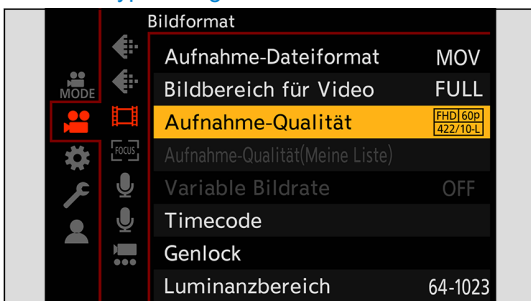 Bildformat
Aufnahme-Dateiformat MOV
MODE
Bildbereich für Video FULL
Aufnahme-Qualität FHD 60p 422/10-L
FOCUS
Aufnahme-Qualität(Meine Liste)
Variable Bildrate OFF
Timecode
Genlock
Luminanzbereich 64-1023